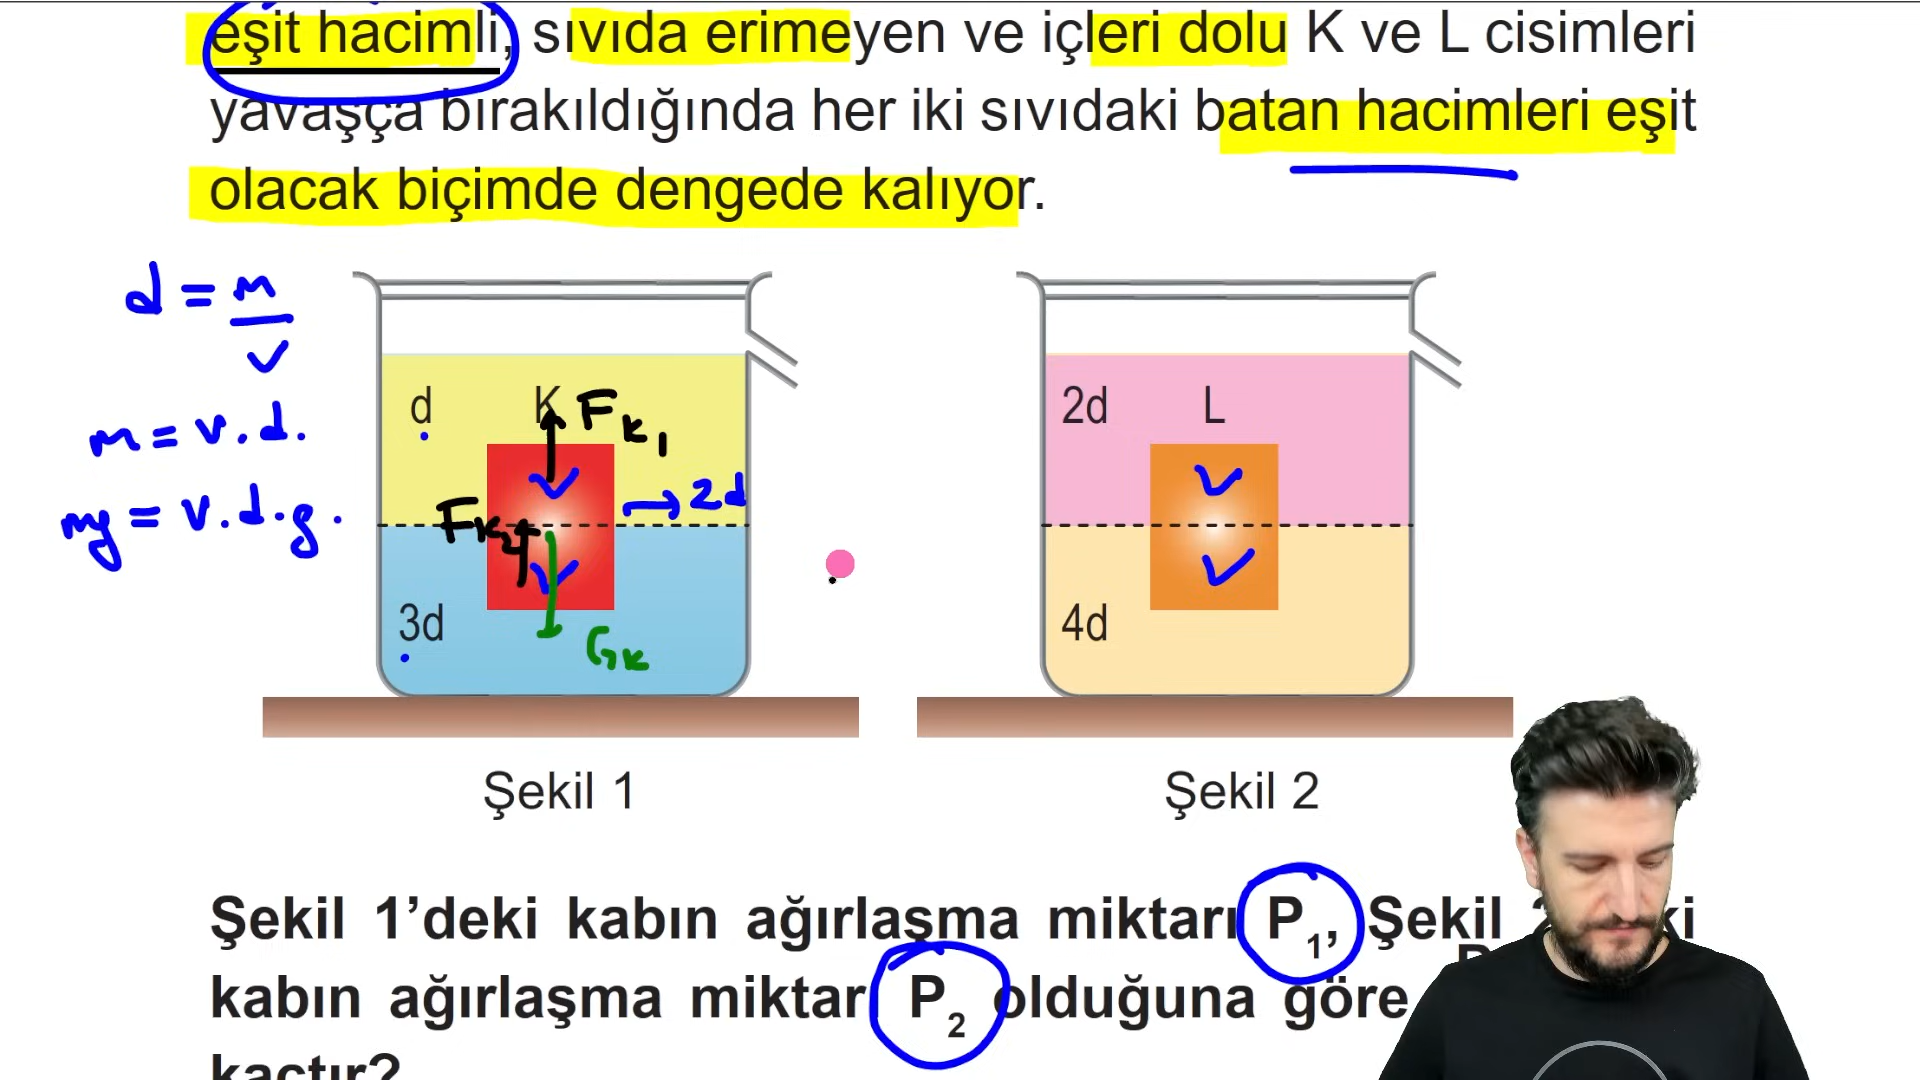 eşit hacimli, sıvıda erimeyen ve içleri dolu K ve L cisimleri
yavaşça bırakıldığında her iki sıvıdaki batan hacimleri eşit
olacak biçimde dengede kalıyor.
d = m
v
m = v.d.
mg = v.d.g.
d K FK1
V → 2d
FK2
V
3d GK
Şekil 1
2d L
V
V
4d
Şekil 2
Şekil 1’deki kabın ağırlaşma miktarı P1, Şekil
kabın ağırlaşma miktarı P2 olduğuna göre
kaçtır?